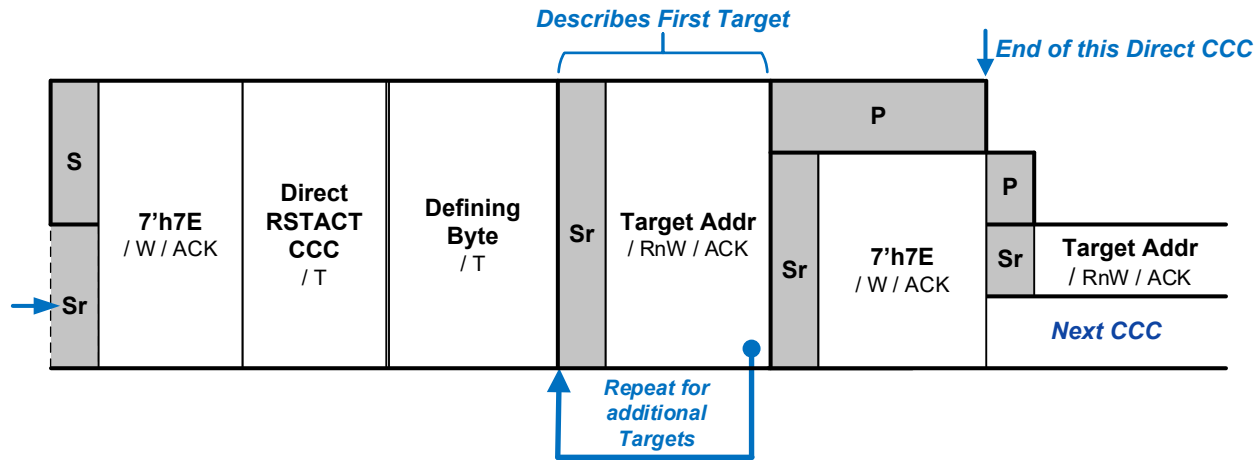 Describes First Target
End of this Direct CCC
S
Sr
7'h7E
/ W / ACK
Direct
RSTACT
CCC
/ T
Defining
Byte
/ T
Sr
Target Addr
/ RnW / ACK
P
Sr
7'h7E
/ W / ACK
P
Sr
Target Addr
/ RnW / ACK
Next CCC
Repeat for
additional
Targets